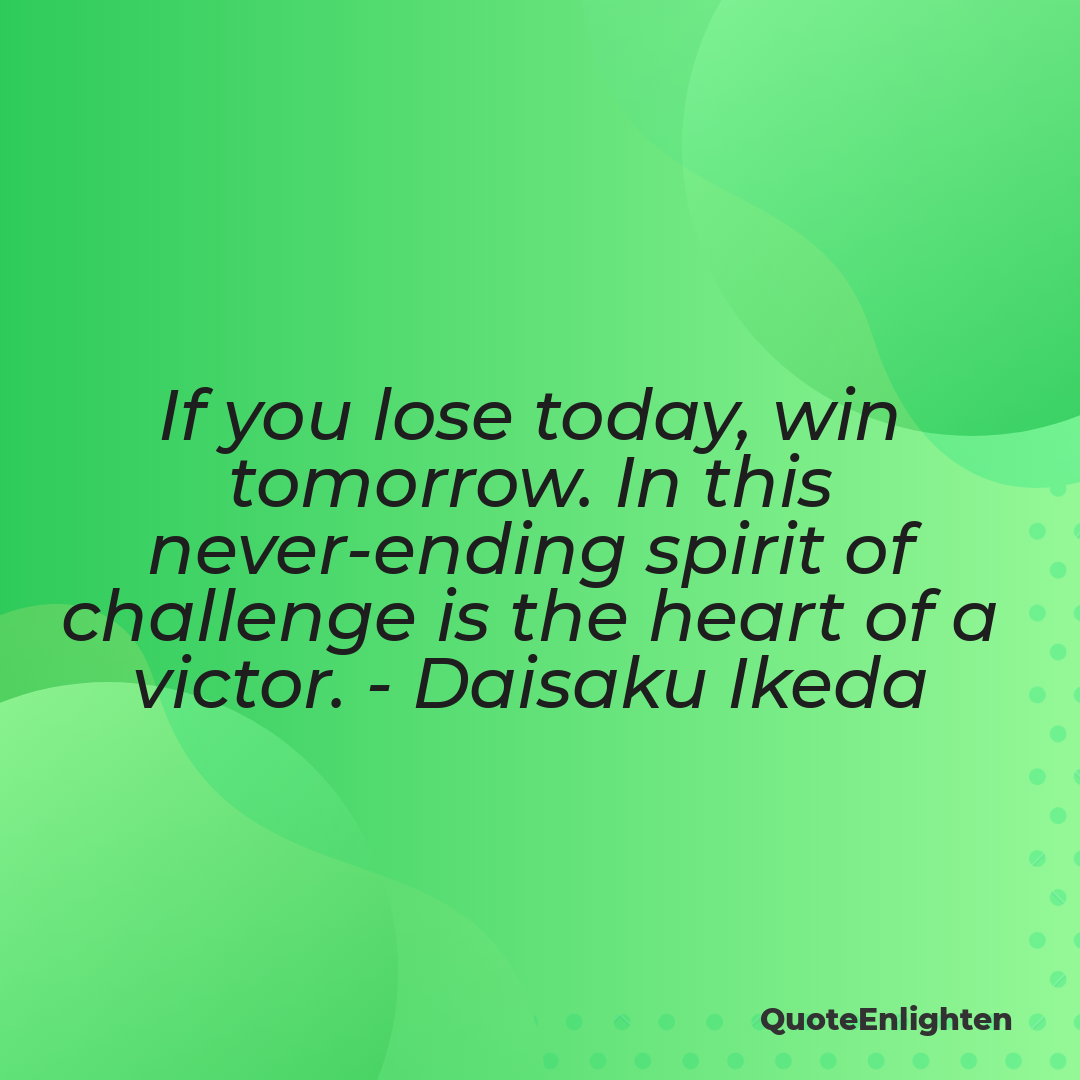 If you lose today, win
tomorrow. In this
never-ending spirit of
challenge is the heart of a
victor. - Daisaku Ikeda
QuoteEnlighten